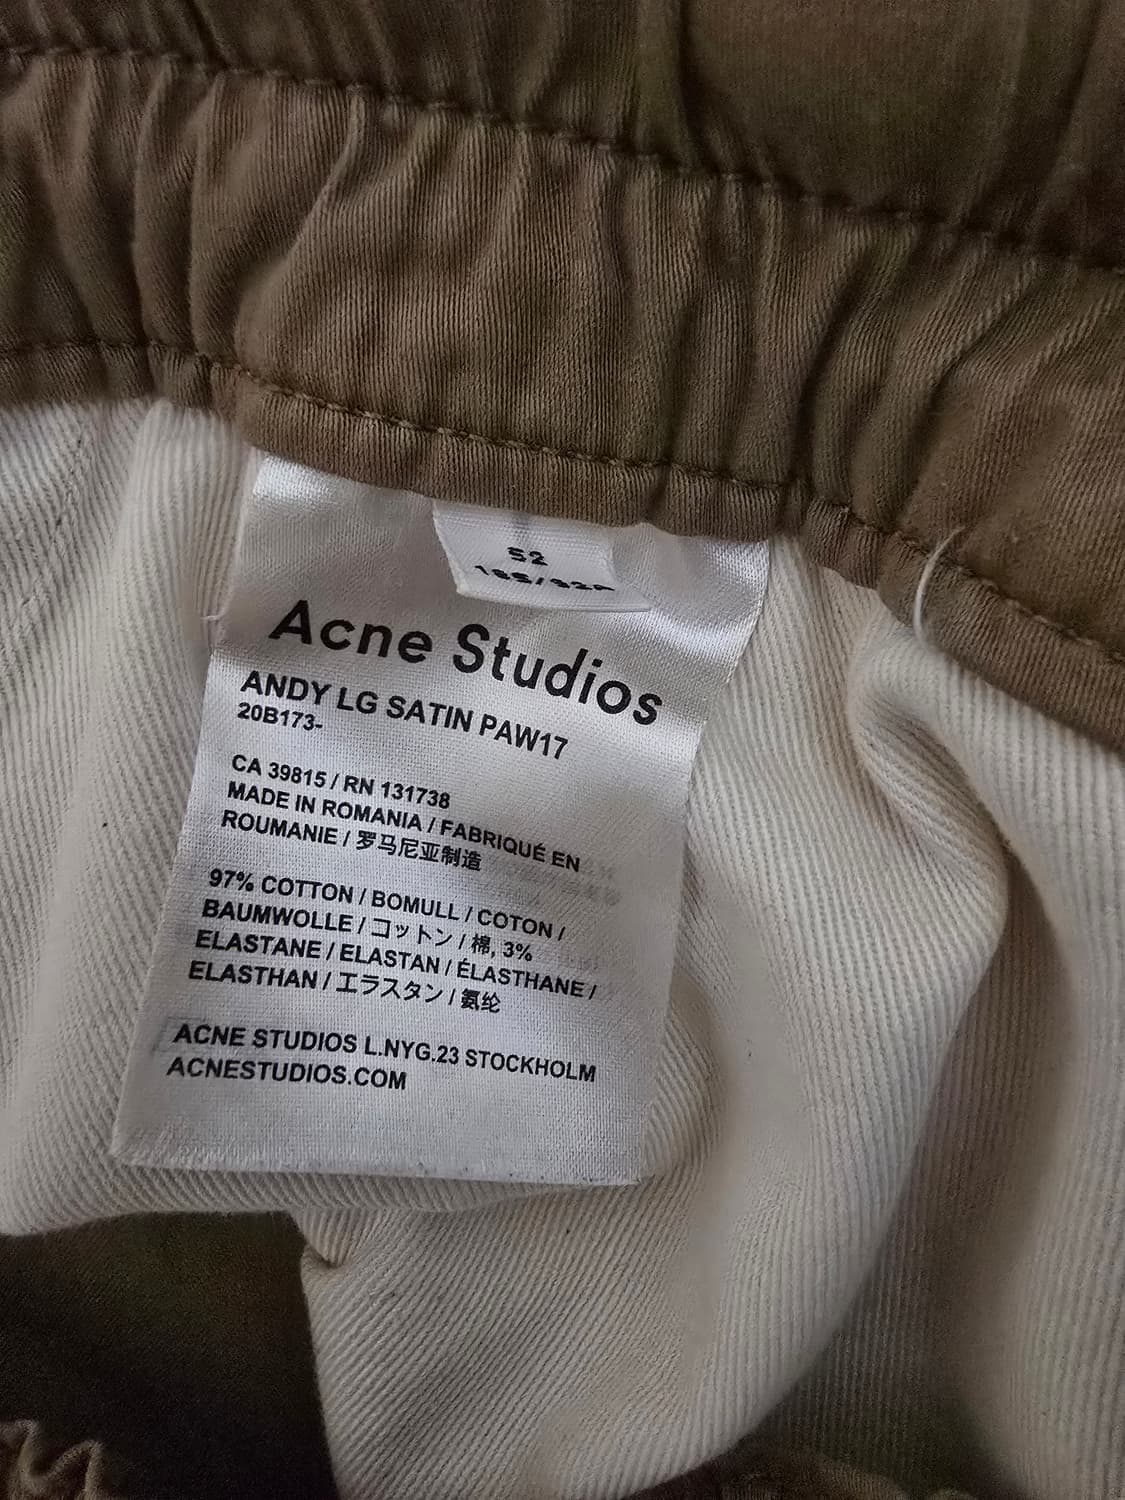 52
185/92A
Acne Studios
ANDY LG SATIN PAW17
20B173-
CA 39815 / RN 131738
MADE IN ROMANIA / FABRIQUÉ EN
ROUMANIE / 罗马尼亚制造
97% COTTON / BOMULL / COTON /
BAUMWOLLE / コットン / 棉, 3%
ELASTANE / ELASTAN / ÉLASTHANE /
ELASTHAN / エラスタン / 氨纶
ACNE STUDIOS L.NYG.23 STOCKHOLM
ACNESTUDIOS.COM